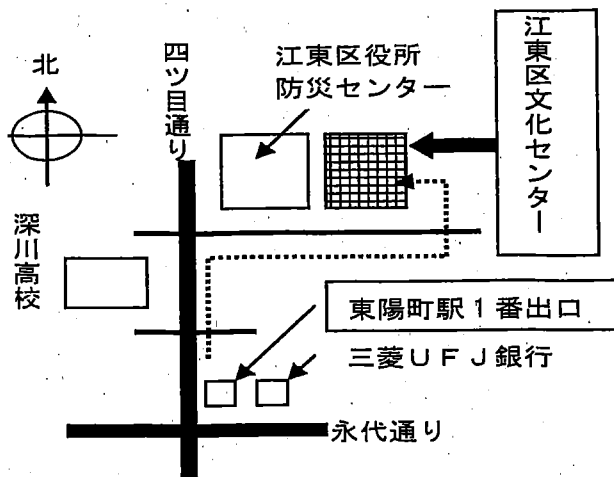 北
四ツ目通り
江東区役所
防災センター
江東区文化センター
深川高校
東陽町駅1番出口
三菱UFJ銀行
永代通り